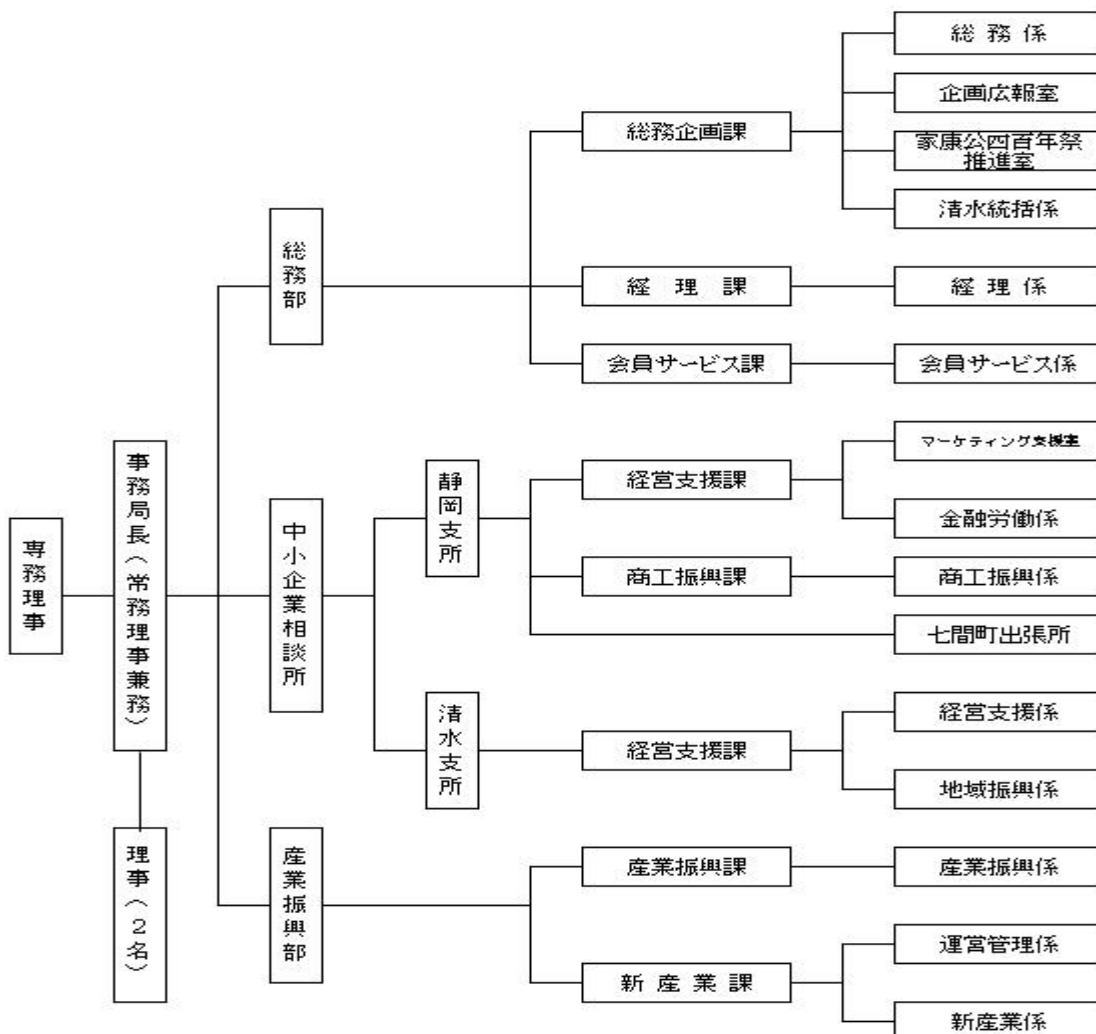 専務理事
事務局長（常務理事兼務）
理事（２名）
総務部
総務企画課
総務係
企画広報室
家康公四百年祭
推進室
清水統括係
経理課
経理係
会員サービス課
会員サービス係
中小企業相談所
静岡支所
経営支援課
マーケティング支援室
金融労働係
商工振興課
商工振興係
七間町出張所
清水支所
経営支援課
経営支援係
地域振興係
産業振興部
産業振興課
産業振興係
新産業課
運営管理係
新産業係